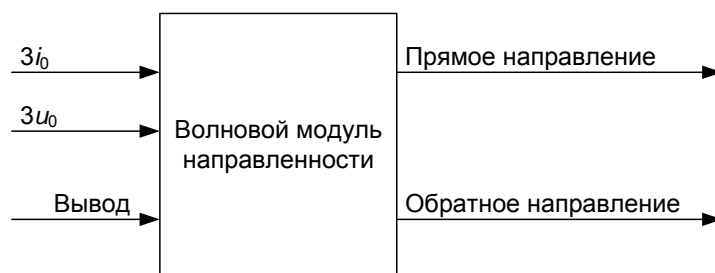 3i₀
Прямое направление
3u₀
Волновой модуль
направленности
Вывод
Обратное направление